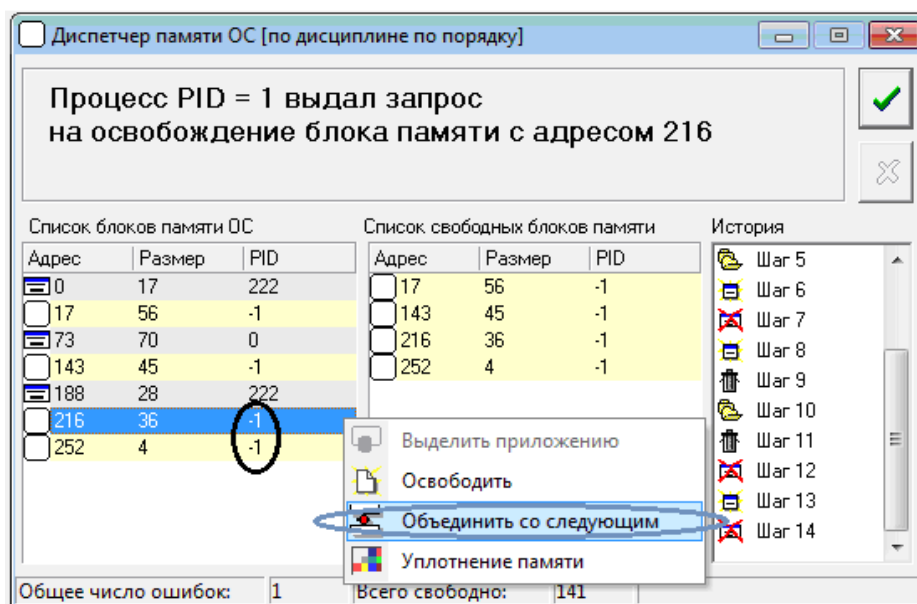 Диспетчер памяти ОС [по дисциплине по порядку]
Процесс PID = 1 выдал запрос
на освобождение блока памяти с адресом 216
Список блоков памяти ОС
Адрес Размер PID
0 17 222
17 56 -1
73 70 0
143 45 -1
188 28 222
216 36 -1
252 4 -1
Список свободных блоков памяти
Адрес Размер PID
17 56 -1
143 45 -1
216 36 -1
252 4 -1
История
Шаг 5
Шаг 6
Шаг 7
Шаг 8
Шаг 9
Шаг 10
Шаг 11
Шаг 12
Шаг 13
Шаг 14
Выделить приложению
Освободить
Объединить со следующим
Уплотнение памяти
Общее число ошибок: 1 Всего свободно: 141